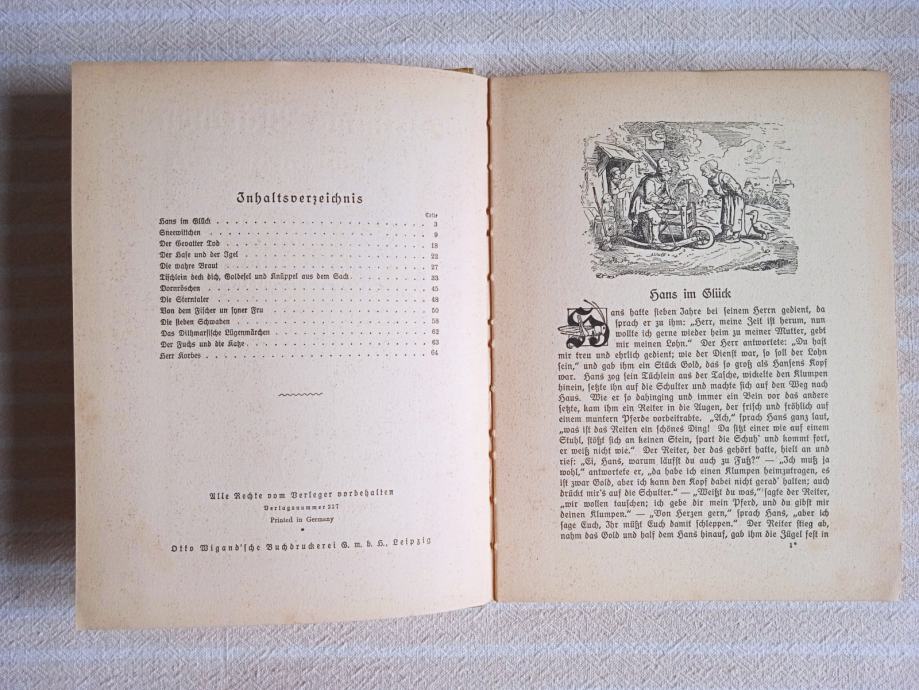 Inhaltsverzeichnis
Seite
Hans im Glück . . . . . . . . . . 3
Sneewittchen . . . . . . . . . . 9
Der Gevatter Tod . . . . . . . . . . 18
Der Hase und der Igel . . . . . . . . . . 22
Die wahre Braut . . . . . . . . . . 27
Tischlein deck dich, Goldesel und Knüppel aus dem Sack . . . . . . . . . . 33
Dornröschen . . . . . . . . . . 45
Die Sterntaler . . . . . . . . . . 48
Von dem Fischer un syner Fru . . . . . . . . . . 50
Die sieben Schwaben . . . . . . . . . . 58
Das Dithmarsische Lügenmärchen . . . . . . . . . . 62
Der Fuchs und die Katze . . . . . . . . . . 63
Herr Korbes . . . . . . . . . . 64
Alle Rechte vom Verleger vorbehalten
Verlagsnummer 217
Printed in Germany
*
Otto Wigand'sche Buchdruckerei G. m. b. H., Leipzig
Hans im Glück
Hans hatte sieben Jahre bei seinem Herrn gedient, da
sprach er zu ihm: „Herr, meine Zeit ist herum, nun
wollte ich gerne wieder heim zu meiner Mutter, gebt
mir meinen Lohn.“ Der Herr antwortete: „Du hast
mir treu und ehrlich gedient; wie der Dienst war, so soll der Lohn
sein,“ und gab ihm ein Stück Gold, das so groß als Hansens Kopf
war. Hans zog sein Tüchlein aus der Tasche, wickelte den Klumpen
hinein, setzte ihn auf die Schulter und machte sich auf den Weg nach
Haus. Wie er so dahinging und immer ein Bein vor das andere
setzte, kam ihm ein Reiter in die Augen, der frisch und fröhlich auf
einem muntern Pferde vorbeitrabte. „Ach,“ sprach Hans ganz laut,
„was ist das Reiten ein schönes Ding! Da sitzt einer wie auf einem
Stuhl, stößt sich an keinen Stein, spart die Schuh' und kommt fort,
er weiß nicht wie.“ Der Reiter, der das gehört hatte, hielt an und
rief: „Ei, Hans, warum läufst du auch zu Fuß?“ — „Ich muß ja
wohl,“ antwortete er, „da habe ich einen Klumpen heimzutragen, es
ist zwar Gold, aber ich kann den Kopf dabei nicht gerad' halten; auch
drückt mir's auf die Schulter.“ — „Weißt du was,“ sagte der Reiter,
„wir wollen tauschen; ich gebe dir mein Pferd, und du gibst mir
deinen Klumpen.“ — „Von Herzen gern,“ sprach Hans, „aber ich
sage Euch, Ihr müßt Euch damit schleppen.“ Der Reiter stieg ab,
nahm das Gold und half dem Hans hinauf, gab ihm die Zügel fest in
1*